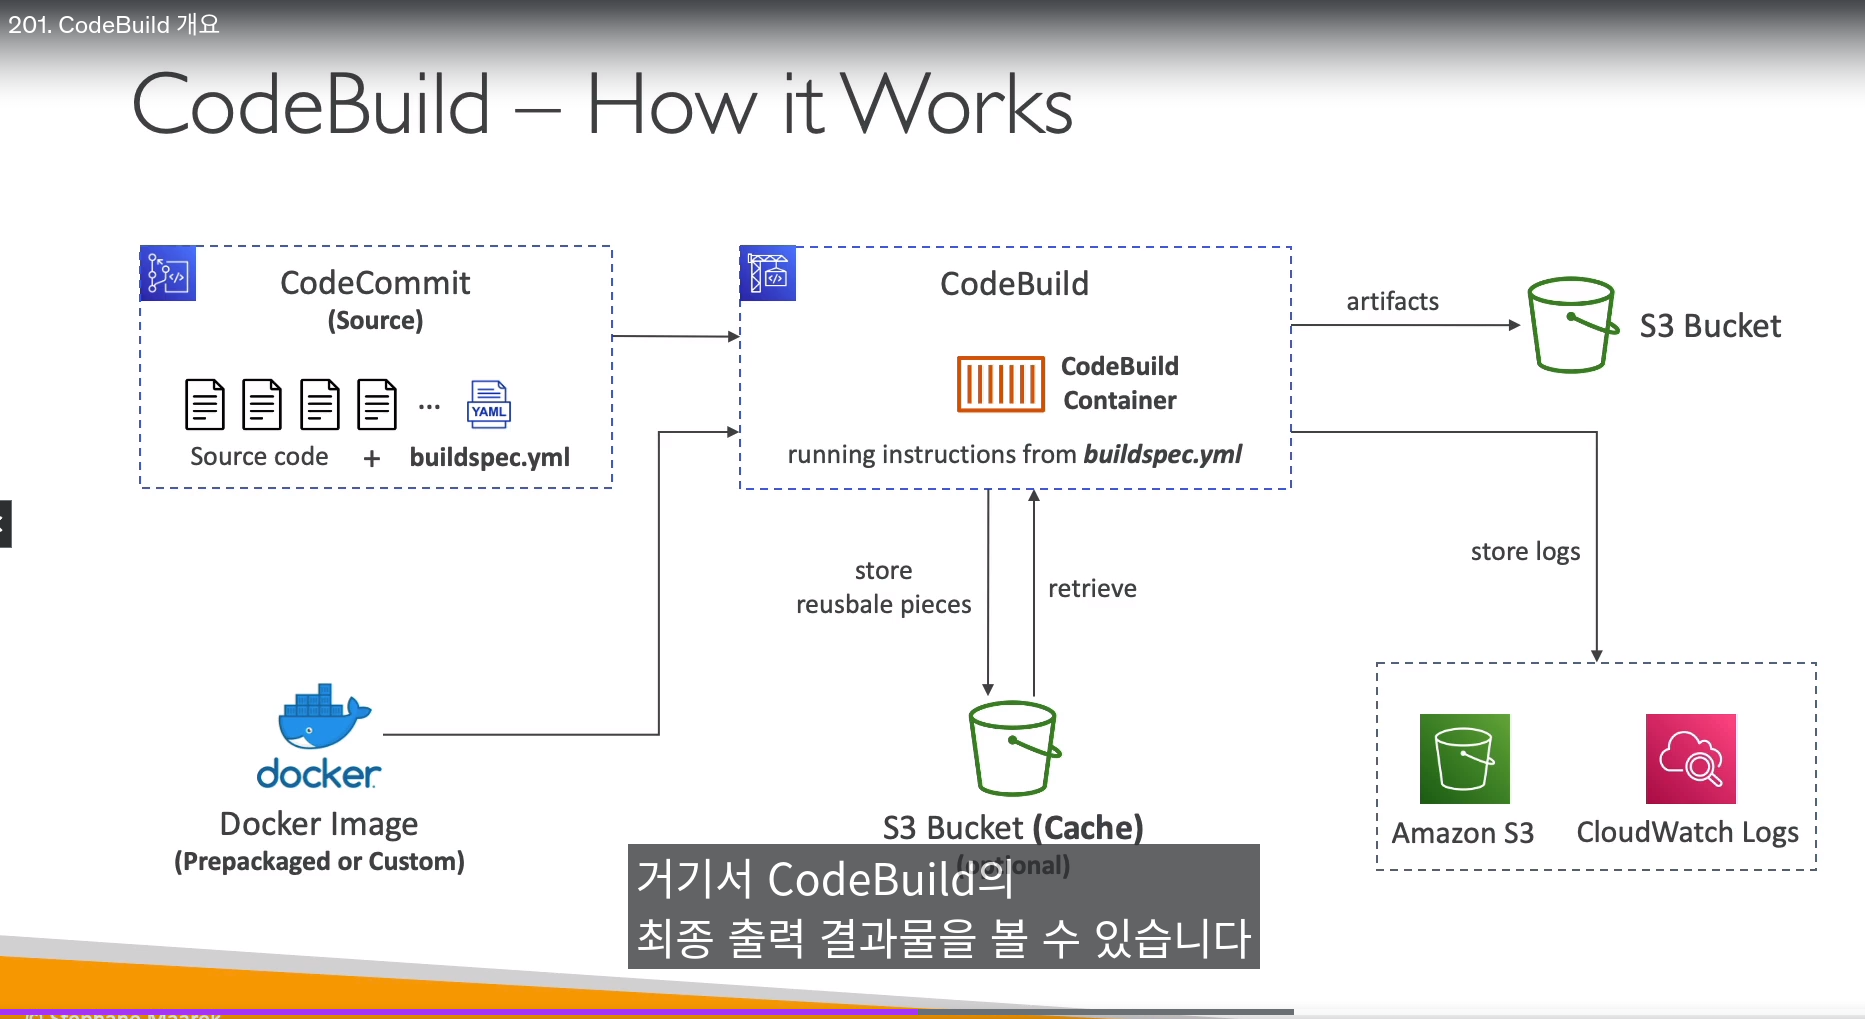 201. CodeBuild 개요
CodeBuild – How it Works
CodeCommit
(Source)
...
YAML
Source code + buildspec.yml
CodeBuild
CodeBuild
Container
running instructions from buildspec.yml
artifacts
S3 Bucket
store
reusbale pieces
retrieve
store logs
docker
Docker Image
(Prepackaged or Custom)
S3 Bucket (Cache)
(optional)
Amazon S3
CloudWatch Logs
거기서 CodeBuild의
최종 출력 결과물을 볼 수 있습니다
© Stephane Maarek